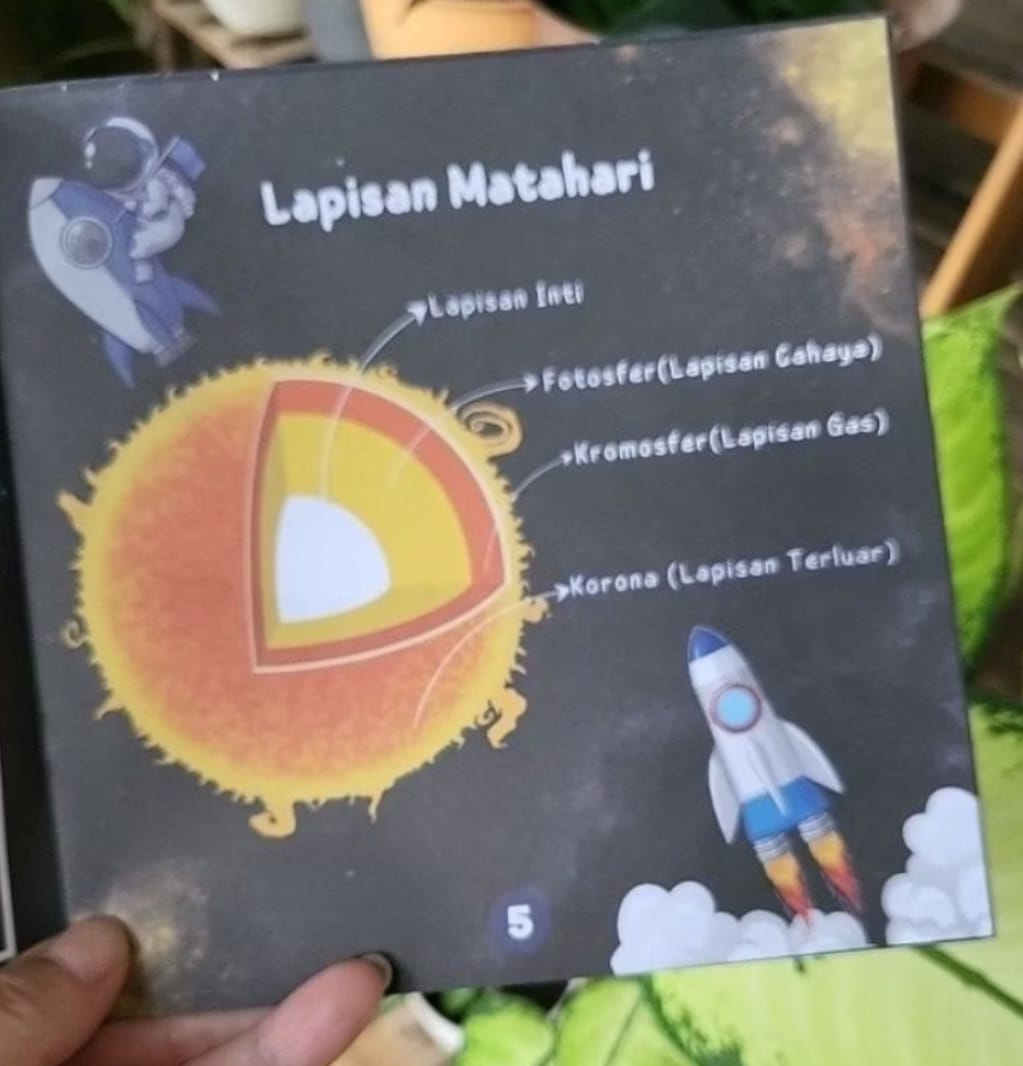 Lapisan Matahari
Lapisan Inti
Fotosfer(Lapisan Cahaya)
Kromosfer(Lapisan Gas)
Korona (Lapisan Terluar)
5